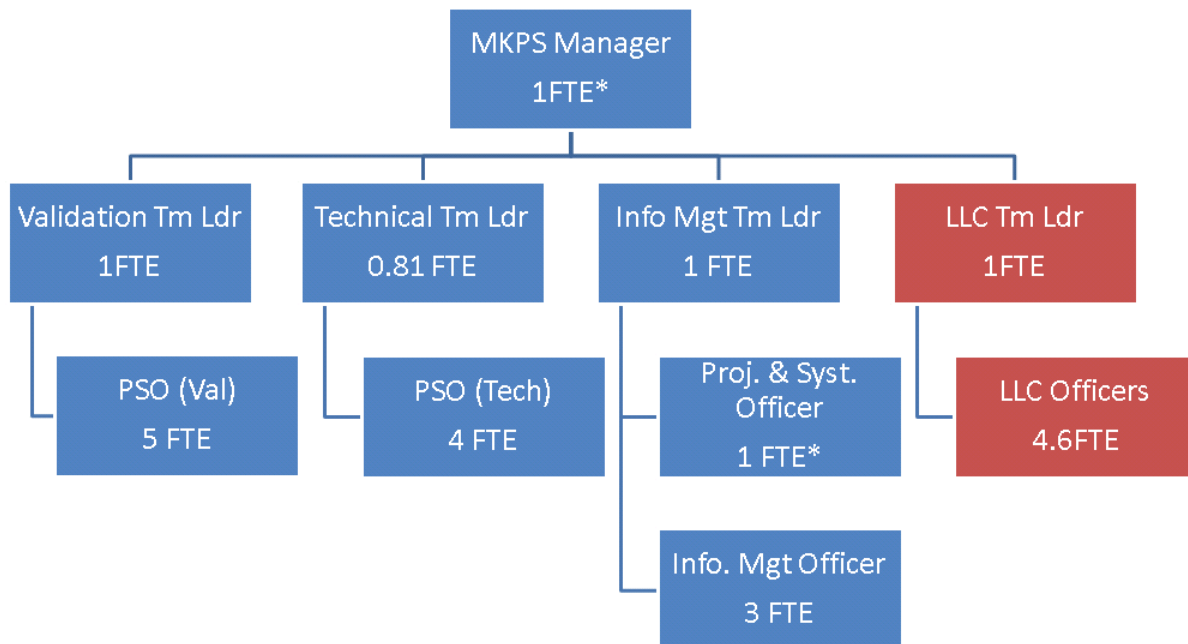 MKPS Manager
1FTE*
Validation Tm Ldr
1FTE
Technical Tm Ldr
0.81 FTE
Info Mgt Tm Ldr
1 FTE
LLC Tm Ldr
1FTE
PSO (Val)
5 FTE
PSO (Tech)
4 FTE
Proj. & Syst.
Officer
1 FTE*
LLC Officers
4.6FTE
Info. Mgt Officer
3 FTE